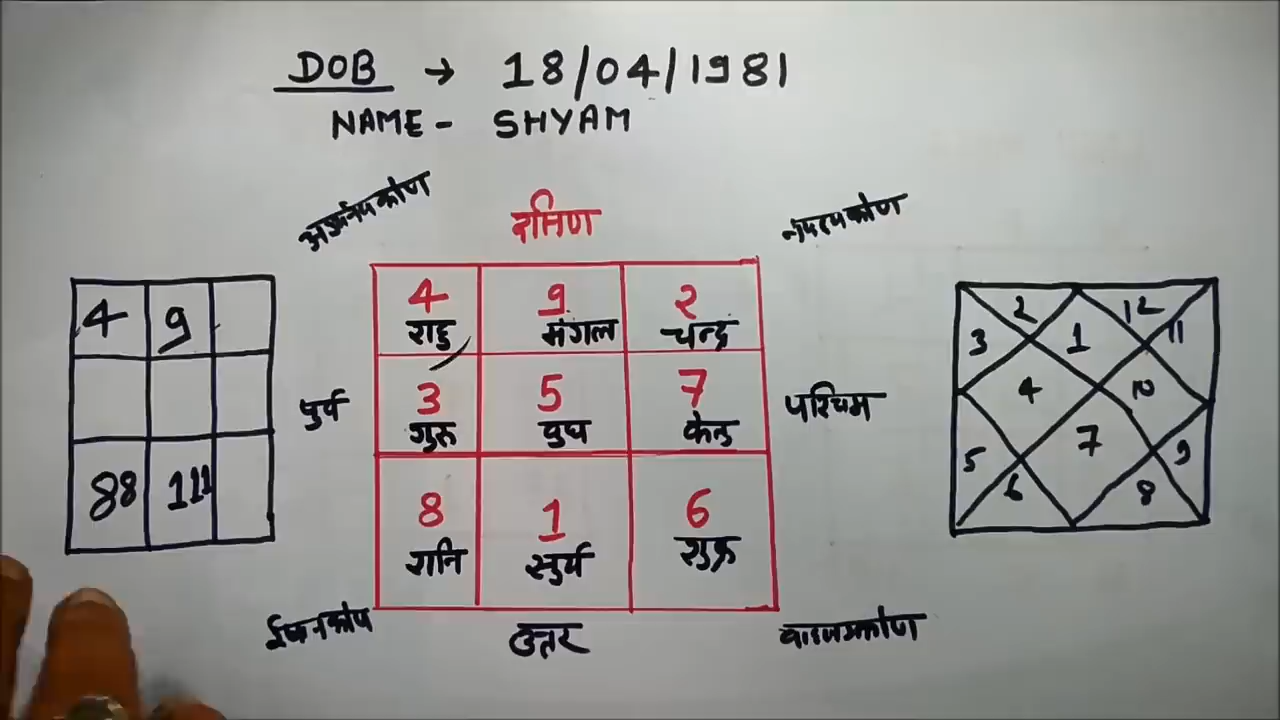 DOB → 18/04/1981
NAME - SHYAM
दक्षिण
4 9
88 111
पुर्व
4 9 2
राहु मंगल चन्द्र
3 5 7
गुरु बुध केतु
8 1 6
शनि सुर्य शुक्र
पश्चिम
उत्तर
2 12
3 1 11
4 10
5 7 9
6 8